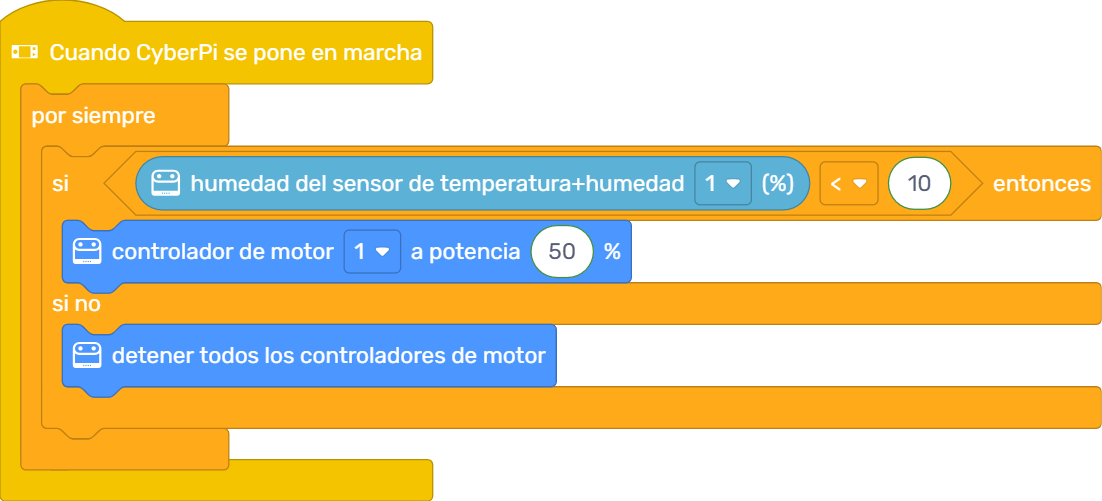 Cuando CyberPi se pone en marcha
por siempre
si humedad del sensor de temperatura+humedad 1 (%) < 10 entonces
controlador de motor 1 a potencia 50 %
si no
detener todos los controladores de motor